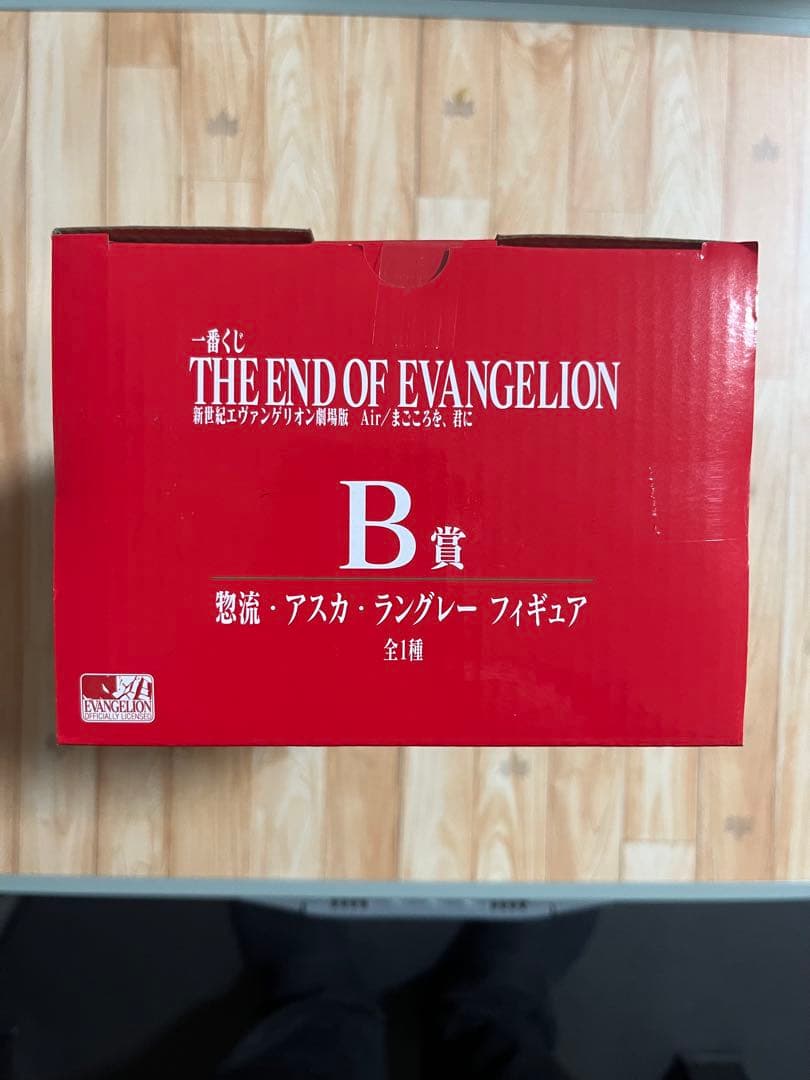 一番くじ
THE END OF EVANGELION
新世紀エヴァンゲリオン劇場版 Air/まごころを、君に
B賞
惣流・アスカ・ラングレー フィギュア
全1種
EVANGELION
OFFICIALLY LICENSED